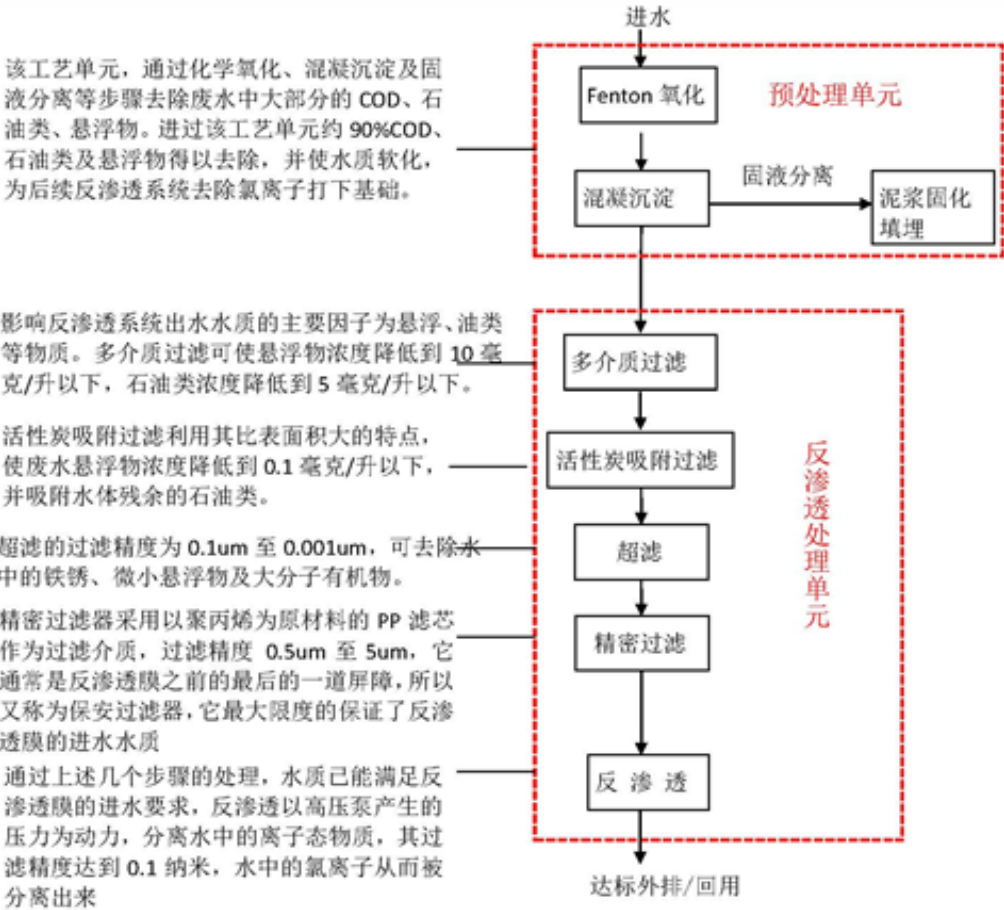 进水
该工艺单元，通过化学氧化、混凝沉淀及固
液分离等步骤去除废水中大部分的 COD、石
油类、悬浮物。进过该工艺单元约 90%COD、
石油类及悬浮物得以去除，并使水质软化，
为后续反渗透系统去除氯离子打下基础。
Fenton 氧化
预处理单元
混凝沉淀
固液分离
泥浆固化
填埋
影响反渗透系统出水水质的主要因子为悬浮、油类
等物质。多介质过滤可使悬浮物浓度降低到 10 毫
克/升以下，石油类浓度降低到 5 毫克/升以下。
多介质过滤
活性炭吸附过滤利用其比表面积大的特点，
使废水悬浮物浓度降低到 0.1 毫克/升以下，
并吸附水体残余的石油类。
活性炭吸附过滤
反渗透处理单元
超滤的过滤精度为 0.1um 至 0.001um，可去除水
中的铁锈、微小悬浮物及大分子有机物。
超滤
精密过滤器采用以聚丙烯为原材料的 PP 滤芯
作为过滤介质，过滤精度 0.5um 至 5um，它
通常是反渗透膜之前的最后的一道屏障，所以
又称为保安过滤器，它最大限度的保证了反渗
透膜的进水水质
精密过滤
通过上述几个步骤的处理，水质己能满足反
渗透膜的进水要求，反渗透以高压泵产生的
压力为动力，分离水中的离子态物质，其过
滤精度达到 0.1 纳米，水中的氯离子从而被
分离出来
反 渗 透
达标外排/回用